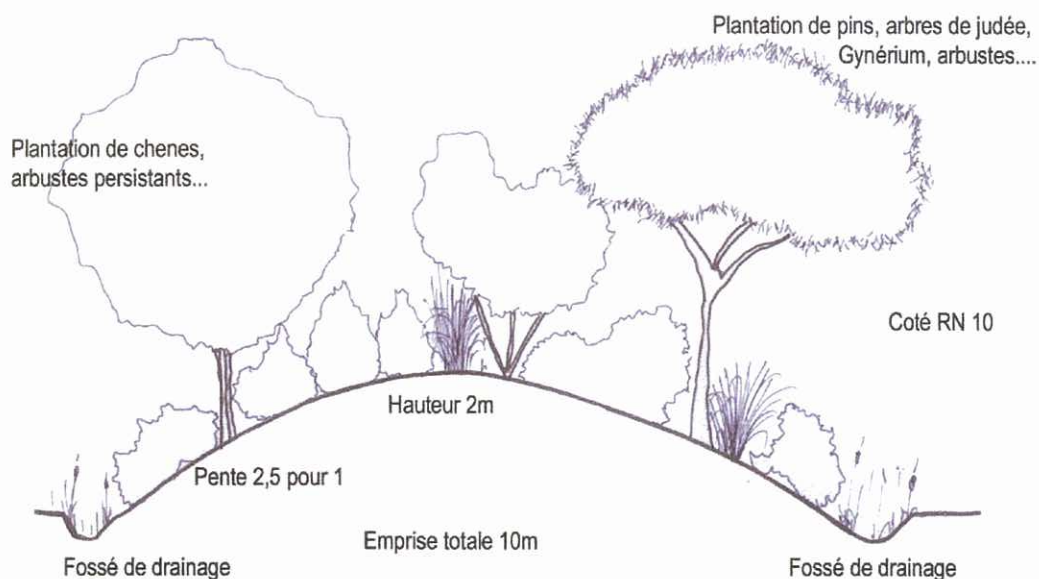 Plantation de pins, arbres de judée,
Gynérium, arbustes....
Plantation de chenes,
arbustes persistants...
Coté RN 10
Hauteur 2m
Pente 2,5 pour 1
Emprise totale 10m
Fossé de drainage
Fossé de drainage